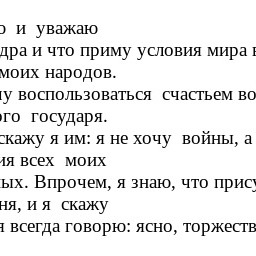 о и уважаю
дра и что приму условия мира в
моих народов.
у воспользоваться счастьем во
го государя.
скажу я им: я не хочу войны, а
ия всех моих
ых. Впрочем, я знаю, что прису
ня, и я скажу
я всегда говорю: ясно, торжеств